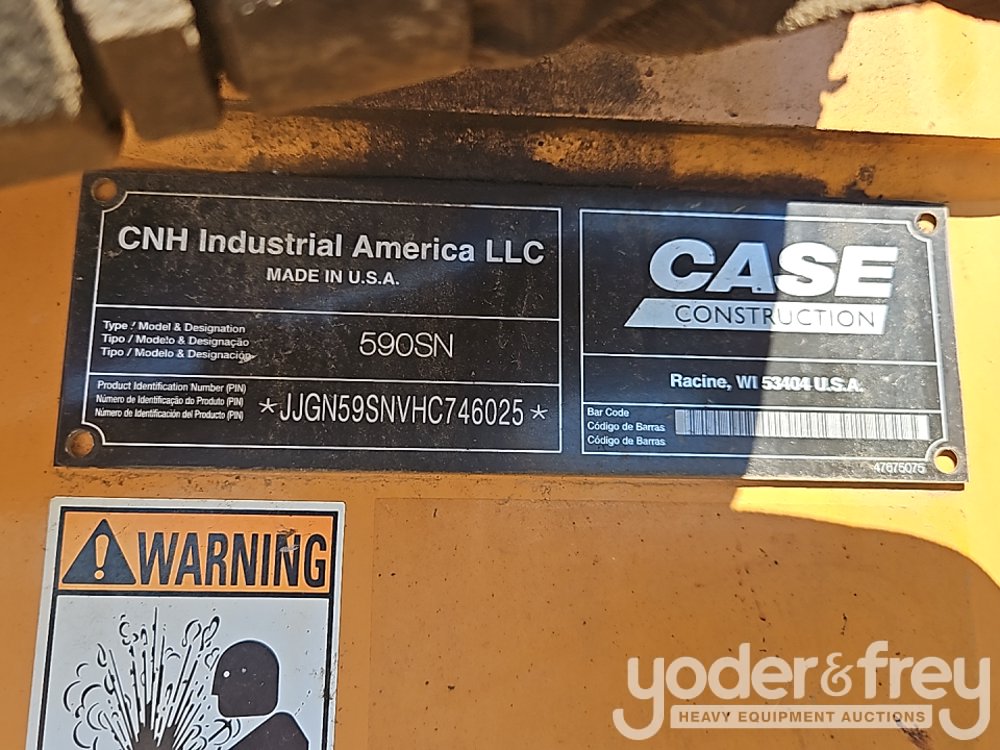 CNH Industrial America LLC
MADE IN U.S.A.
Type / Model & Designation
Tipo / Modelo & Designação
Tipo / Modelo & Designación
590SN
Product Identification Number (PIN)
Número de Identificação do Produto (PIN)
Número de Identificación del Producto (PIN)
*JJGN59SNVHC746025*
CASE
CONSTRUCTION
Racine, WI 53404 U.S.A.
Bar Code
Código de Barras
Código de Barras
47675075
WARNING
yoder&frey
HEAVY EQUIPMENT AUCTIONS